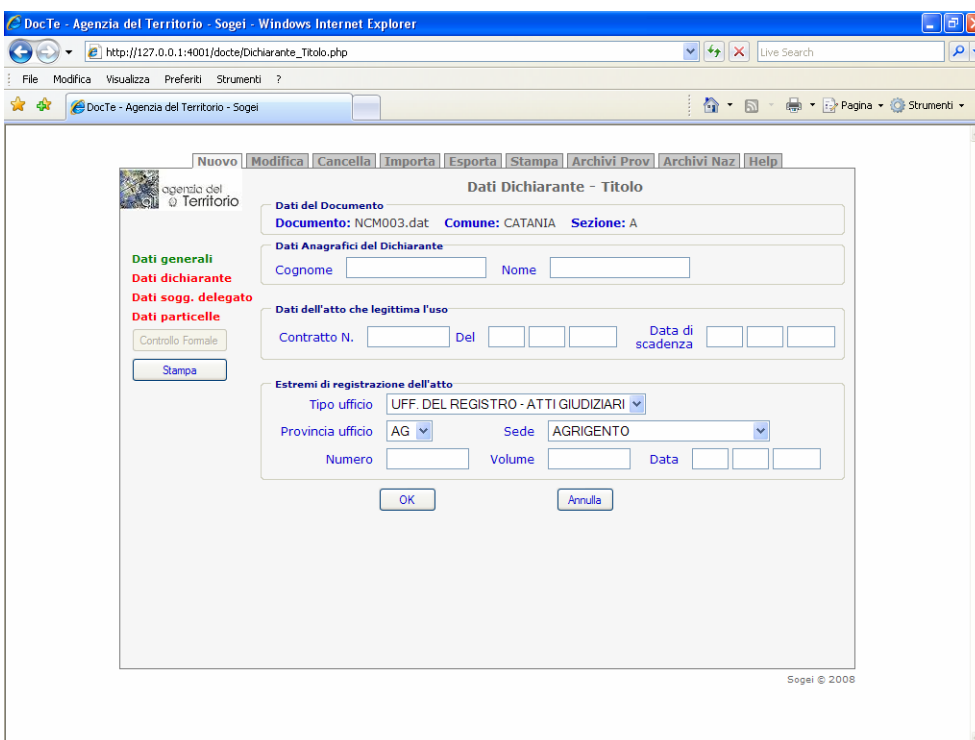 DocTe - Agenzia del Territorio - Sogei - Windows Internet Explorer
http://127.0.0.1:4001/docte/Dichiarante_Titolo.php
Live Search
File Modifica Visualizza Preferiti Strumenti ?
DocTe - Agenzia del Territorio - Sogei
Pagina Strumenti
Nuovo Modifica Cancella Importa Esporta Stampa Archivi Prov Archivi Naz Help
agenzia del
Territorio
Dati Dichiarante - Titolo
Dati del Documento
Documento: NCM003.dat Comune: CATANIA Sezione: A
Dati generali
Dati dichiarante
Dati sogg. delegato
Dati particelle
Controllo Formale
Stampa
Dati Anagrafici del Dichiarante
Cognome Nome
Dati dell'atto che legittima l'uso
Contratto N. Del Data di scadenza
Estremi di registrazione dell'atto
Tipo ufficio UFF. DEL REGISTRO - ATTI GIUDIZIARI
Provincia ufficio AG Sede AGRIGENTO
Numero Volume Data
OK Annulla
Sogei © 2008